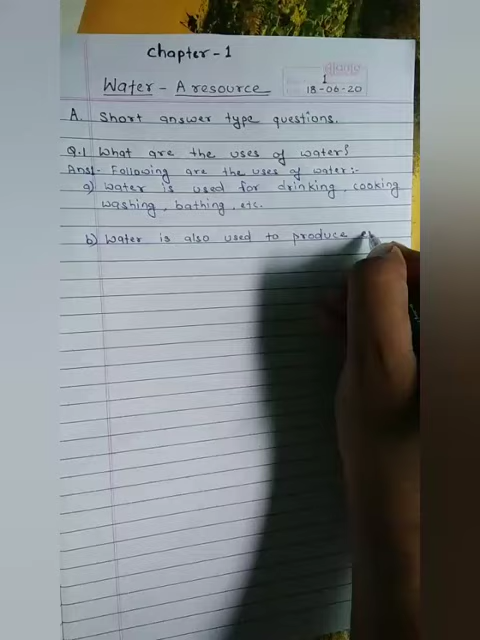 Chapter-1
Water - A resource
1
18-06-20
A. Short answer type questions.
Q.1 What are the uses of water?
Ans1- Following are the uses of water:-
a) Water is used for drinking, cooking
washing, bathing, etc.
b) Water is also used to produce